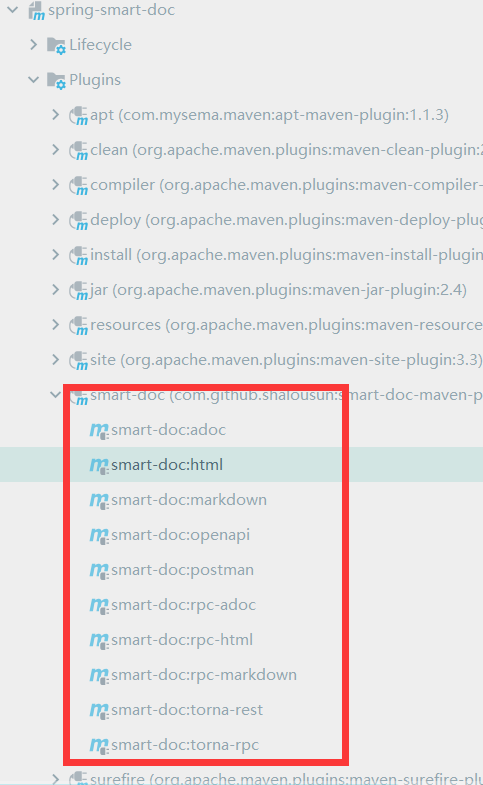 spring-smart-doc
Lifecycle
Plugins
apt (com.mysema.maven:apt-maven-plugin:1.1.3)
clean (org.apache.maven.plugins:maven-clean-plugin:2
compiler (org.apache.maven.plugins:maven-compiler-
deploy (org.apache.maven.plugins:maven-deploy-plug
install (org.apache.maven.plugins:maven-install-plugin
jar (org.apache.maven.plugins:maven-jar-plugin:2.4)
resources (org.apache.maven.plugins:maven-resource
site (org.apache.maven.plugins:maven-site-plugin:3.3)
smart-doc (com.github.shalousun:smart-doc-maven-p
smart-doc:adoc
smart-doc:html
smart-doc:markdown
smart-doc:openapi
smart-doc:postman
smart-doc:rpc-adoc
smart-doc:rpc-html
smart-doc:rpc-markdown
smart-doc:torna-rest
smart-doc:torna-rpc
surefire (org.apache.maven.plugins:maven-surefire-plu